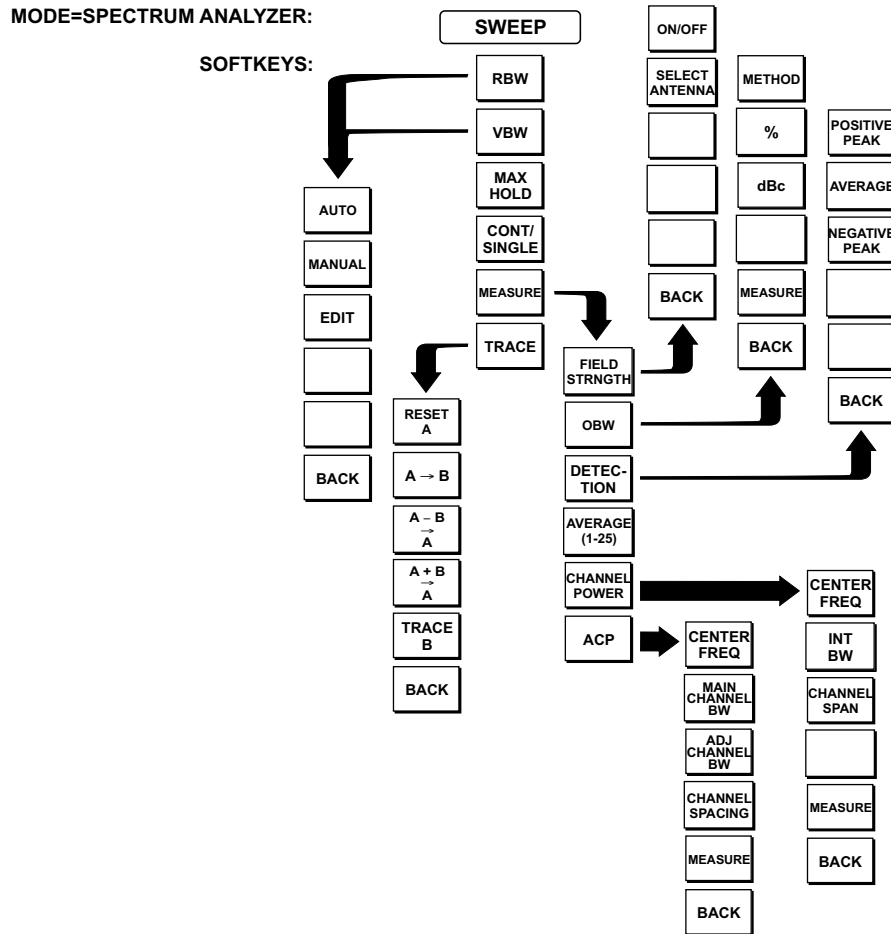 MODE=SPECTRUM ANALYZER:
SOFTKEYS:
SWEEP
RBW
VBW
MAX
HOLD
CONT/
SINGLE
MEASURE
TRACE
AUTO
MANUAL
EDIT
BACK
RESET
A
A → B
A – B
→
A
A + B
→
A
TRACE
B
BACK
FIELD
STRNGTH
OBW
DETEC-
TION
AVERAGE
(1-25)
CHANNEL
POWER
ACP
ON/OFF
SELECT
ANTENNA
BACK
METHOD
%
dBc
MEASURE
BACK
POSITIVE
PEAK
AVERAGE
NEGATIVE
PEAK
BACK
CENTER
FREQ
MAIN
CHANNEL
BW
ADJ
CHANNEL
BW
CHANNEL
SPACING
MEASURE
BACK
CENTER
FREQ
INT
BW
CHANNEL
SPAN
MEASURE
BACK